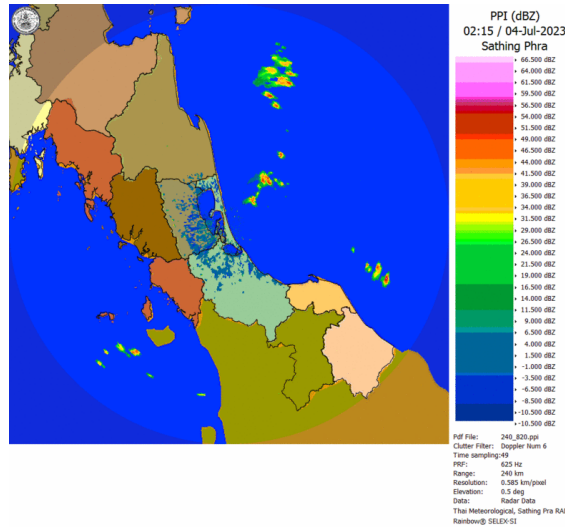 PPI (dBZ)
02:15 / 04-Jul-2023
Sathing Phra
66.500 dBZ
64.000 dBZ
61.500 dBZ
59.500 dBZ
56.500 dBZ
54.000 dBZ
51.500 dBZ
49.000 dBZ
46.500 dBZ
44.000 dBZ
41.500 dBZ
39.000 dBZ
36.500 dBZ
34.000 dBZ
31.500 dBZ
29.000 dBZ
26.500 dBZ
24.000 dBZ
21.500 dBZ
19.000 dBZ
16.500 dBZ
14.000 dBZ
11.500 dBZ
9.000 dBZ
6.500 dBZ
4.000 dBZ
1.500 dBZ
-1.000 dBZ
-3.500 dBZ
-6.500 dBZ
-8.500 dBZ
-10.500 dBZ
-10.500 dBZ
Pdf File: 240_820.ppi
Clutter Filter: Doppler Num 6
Time sampling:49
PRF: 625 Hz
Range: 240 km
Resolution: 0.585 km/pixel
Elevation: 0.5 deg
Data: Radar Data
Thai Meteorological, Sathing Pra RA
Rainbow® SELEX-SI